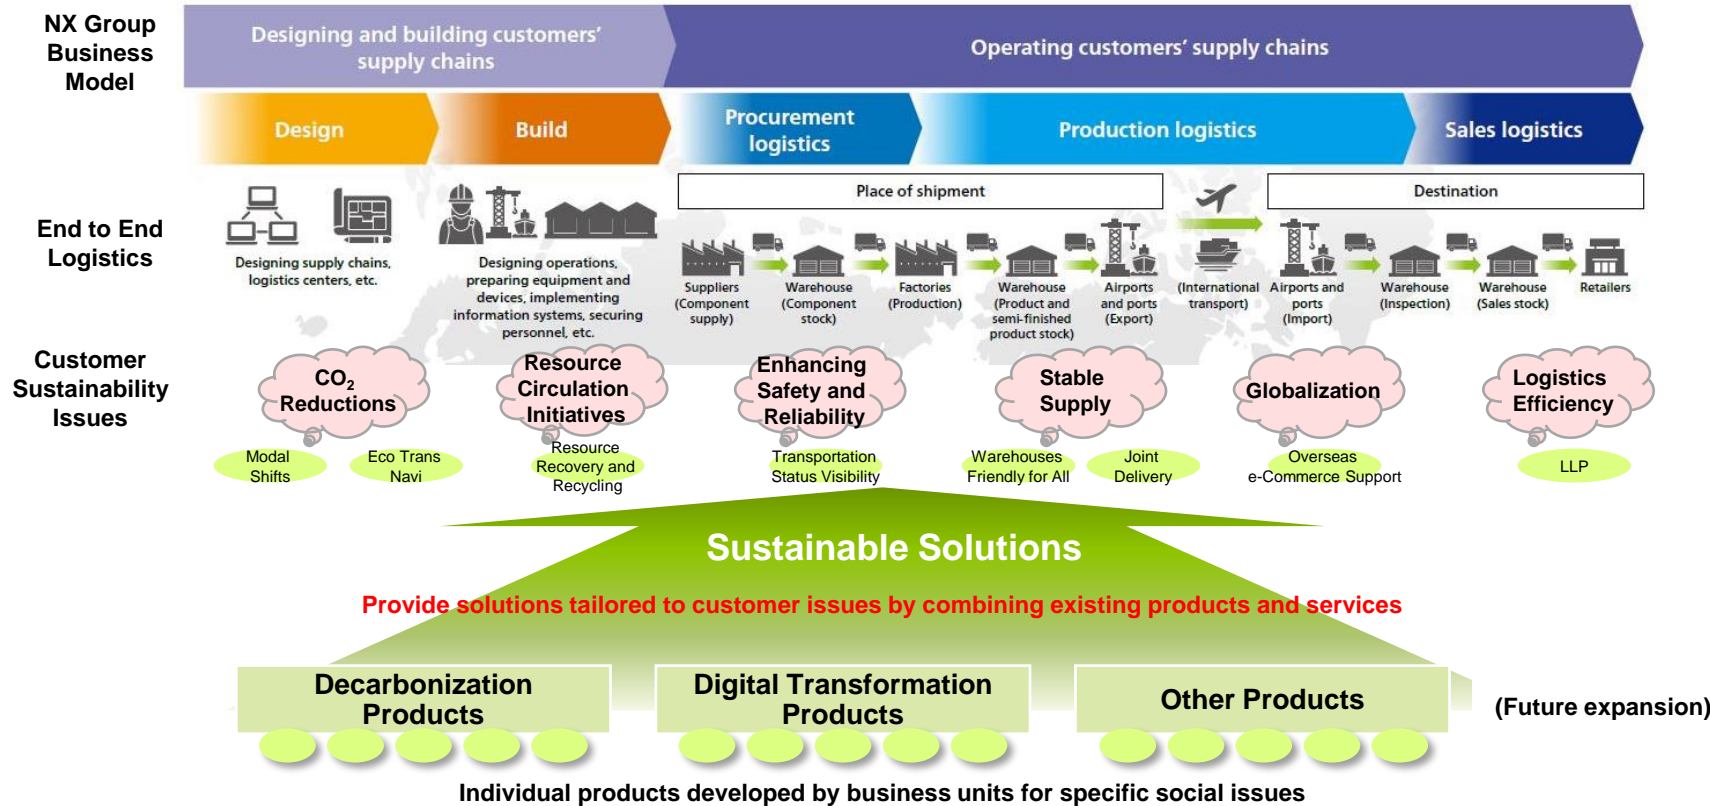 NX Group
Business
Model
Designing and building customers'
supply chains
Operating customers' supply chains
Design
Build
Procurement
logistics
Production logistics
Sales logistics
End to End
Logistics
Place of shipment
Destination
Designing supply chains,
logistics centers, etc.
Designing operations,
preparing equipment and
devices, implementing
information systems, securing
personnel, etc.
Suppliers
(Component
supply)
Warehouse
(Component
stock)
Factories
(Production)
Warehouse
(Product and
semi-finished
product stock)
Airports
and ports
(Export)
(International
transport)
Airports and
ports
(Import)
Warehouse
(Inspection)
Warehouse
(Sales stock)
Retailers
Customer
Sustainability
Issues
CO₂
Reductions
Resource
Circulation
Initiatives
Enhancing
Safety and
Reliability
Stable
Supply
Globalization
Logistics
Efficiency
Modal
Shifts
Eco Trans
Navi
Resource
Recovery and
Recycling
Transportation
Status Visibility
Warehouses
Friendly for All
Joint
Delivery
Overseas
e-Commerce Support
LLP
Sustainable Solutions
Provide solutions tailored to customer issues by combining existing products and services
Decarbonization
Products
Digital Transformation
Products
Other Products
(Future expansion)
Individual products developed by business units for specific social issues